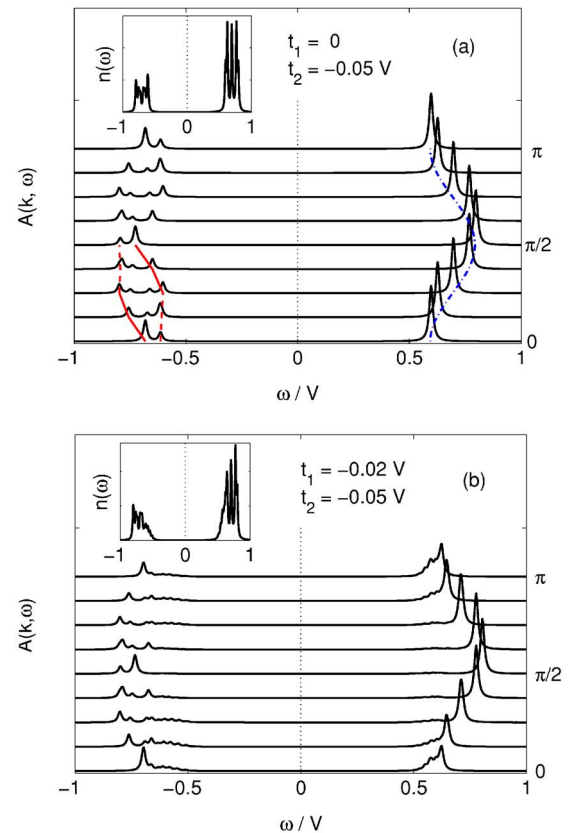 n(ω)
−1 0 1
t1 = 0
t2 = −0.05 V
(a)
A(k, ω)
π
π/2
0
−1 −0.5 0 0.5 1
ω / V
n(ω)
−1 0 1
t1 = −0.02 V
t2 = −0.05 V
(b)
A(k,ω)
π
π/2
0
−1 −0.5 0 0.5 1
ω / V